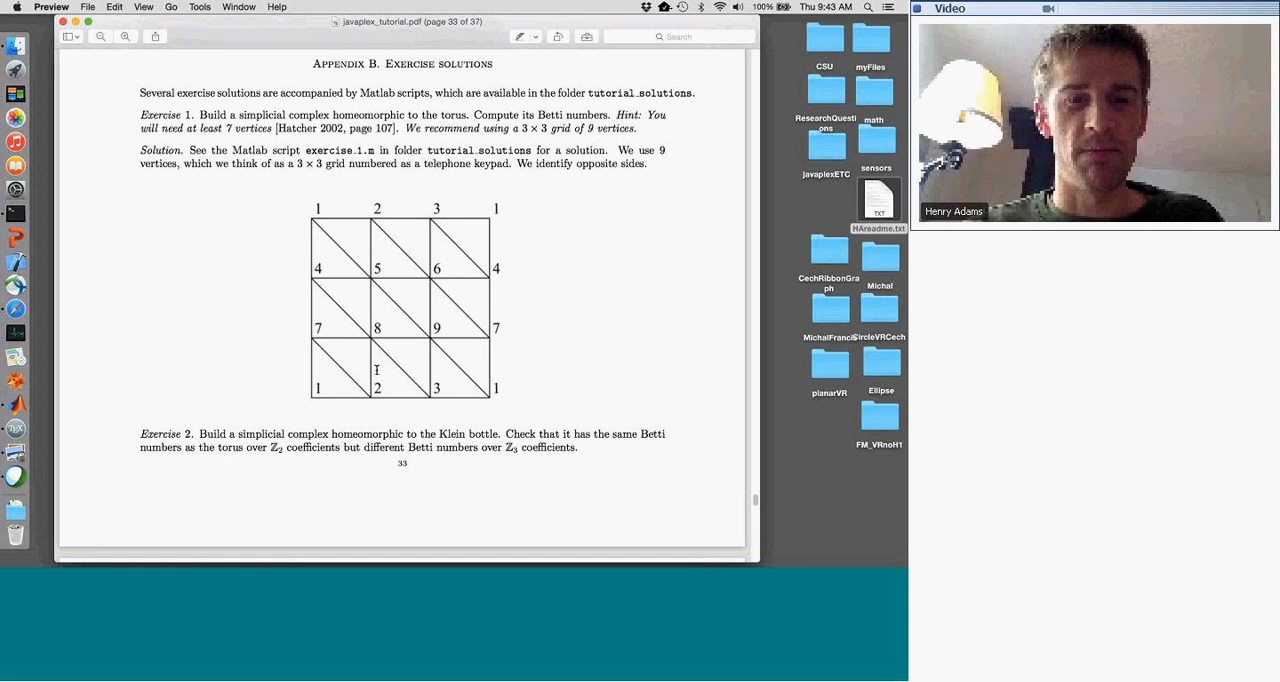 Preview File Edit View Go Tools Window Help
100% Thu 9:43 AM
javaplex_tutorial.pdf (page 33 of 37)
Search
APPENDIX B. EXERCISE SOLUTIONS
Several exercise solutions are accompanied by Matlab scripts, which are available in the folder tutorial_solutions.
Exercise 1. Build a simplicial complex homeomorphic to the torus. Compute its Betti numbers. Hint: You
will need at least 7 vertices [Hatcher 2002, page 107]. We recommend using a 3 × 3 grid of 9 vertices.
Solution. See the Matlab script exercise_1.m in folder tutorial_solutions for a solution. We use 9
vertices, which we think of as a 3 × 3 grid numbered as a telephone keypad. We identify opposite sides.
1 2 3 1
4 5 6 4
7 8 9 7
1 2 3 1
Exercise 2. Build a simplicial complex homeomorphic to the Klein bottle. Check that it has the same Betti
numbers as the torus over ℤ2 coefficients but different Betti numbers over ℤ3 coefficients.
33
CSU myFiles
ResearchQuesti
ons
math
javaplexETC
sensors
TXT
HAreadme.txt
CechRibbonGra
ph
Michal
MichalFrancis
CircleVRCech
planarVR
Ellipse
FM_VRnoH1
Video
Henry Adams